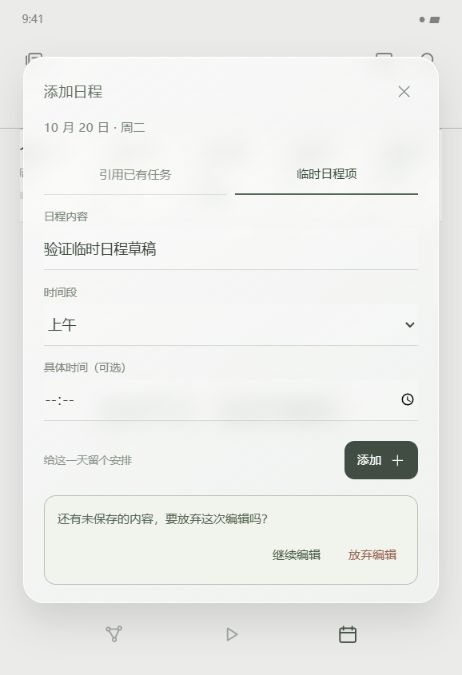 9:41
添加日程
10 月 20 日 · 周二
引用已有任务
临时日程项
日程内容
验证临时日程草稿
时间段
上午
具体时间（可选）
--:--
给这一天留个安排
添加
还有未保存的内容，要放弃这次编辑吗？
继续编辑
放弃编辑